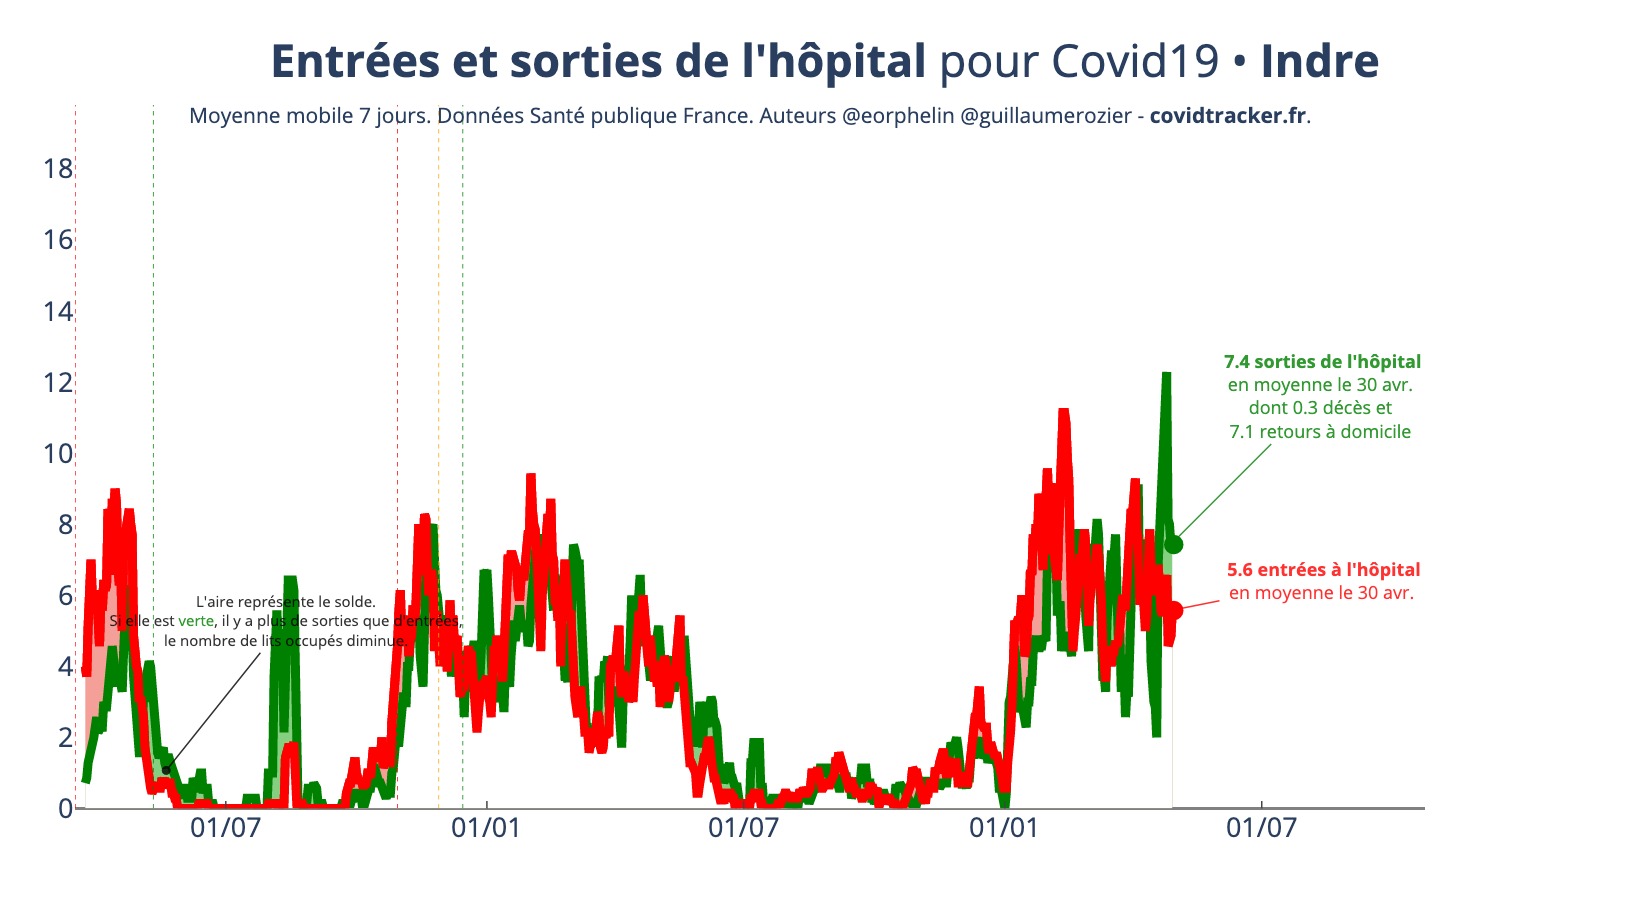 Entrées et sorties de l'hôpital pour Covid19 • Indre
Moyenne mobile 7 jours. Données Santé publique France. Auteurs @eorphelin @guillaumerozier - covidtracker.fr.
18
16
14
12
10
8
6
4
2
0
7.4 sorties de l'hôpital
en moyenne le 30 avr.
dont 0.3 décès et
7.1 retours à domicile
5.6 entrées à l'hôpital
en moyenne le 30 avr.
L'aire représente le solde.
Si elle est verte, il y a plus de sorties que d'entrées,
le nombre de lits occupés diminue.
01/07
01/01
01/07
01/01
01/07